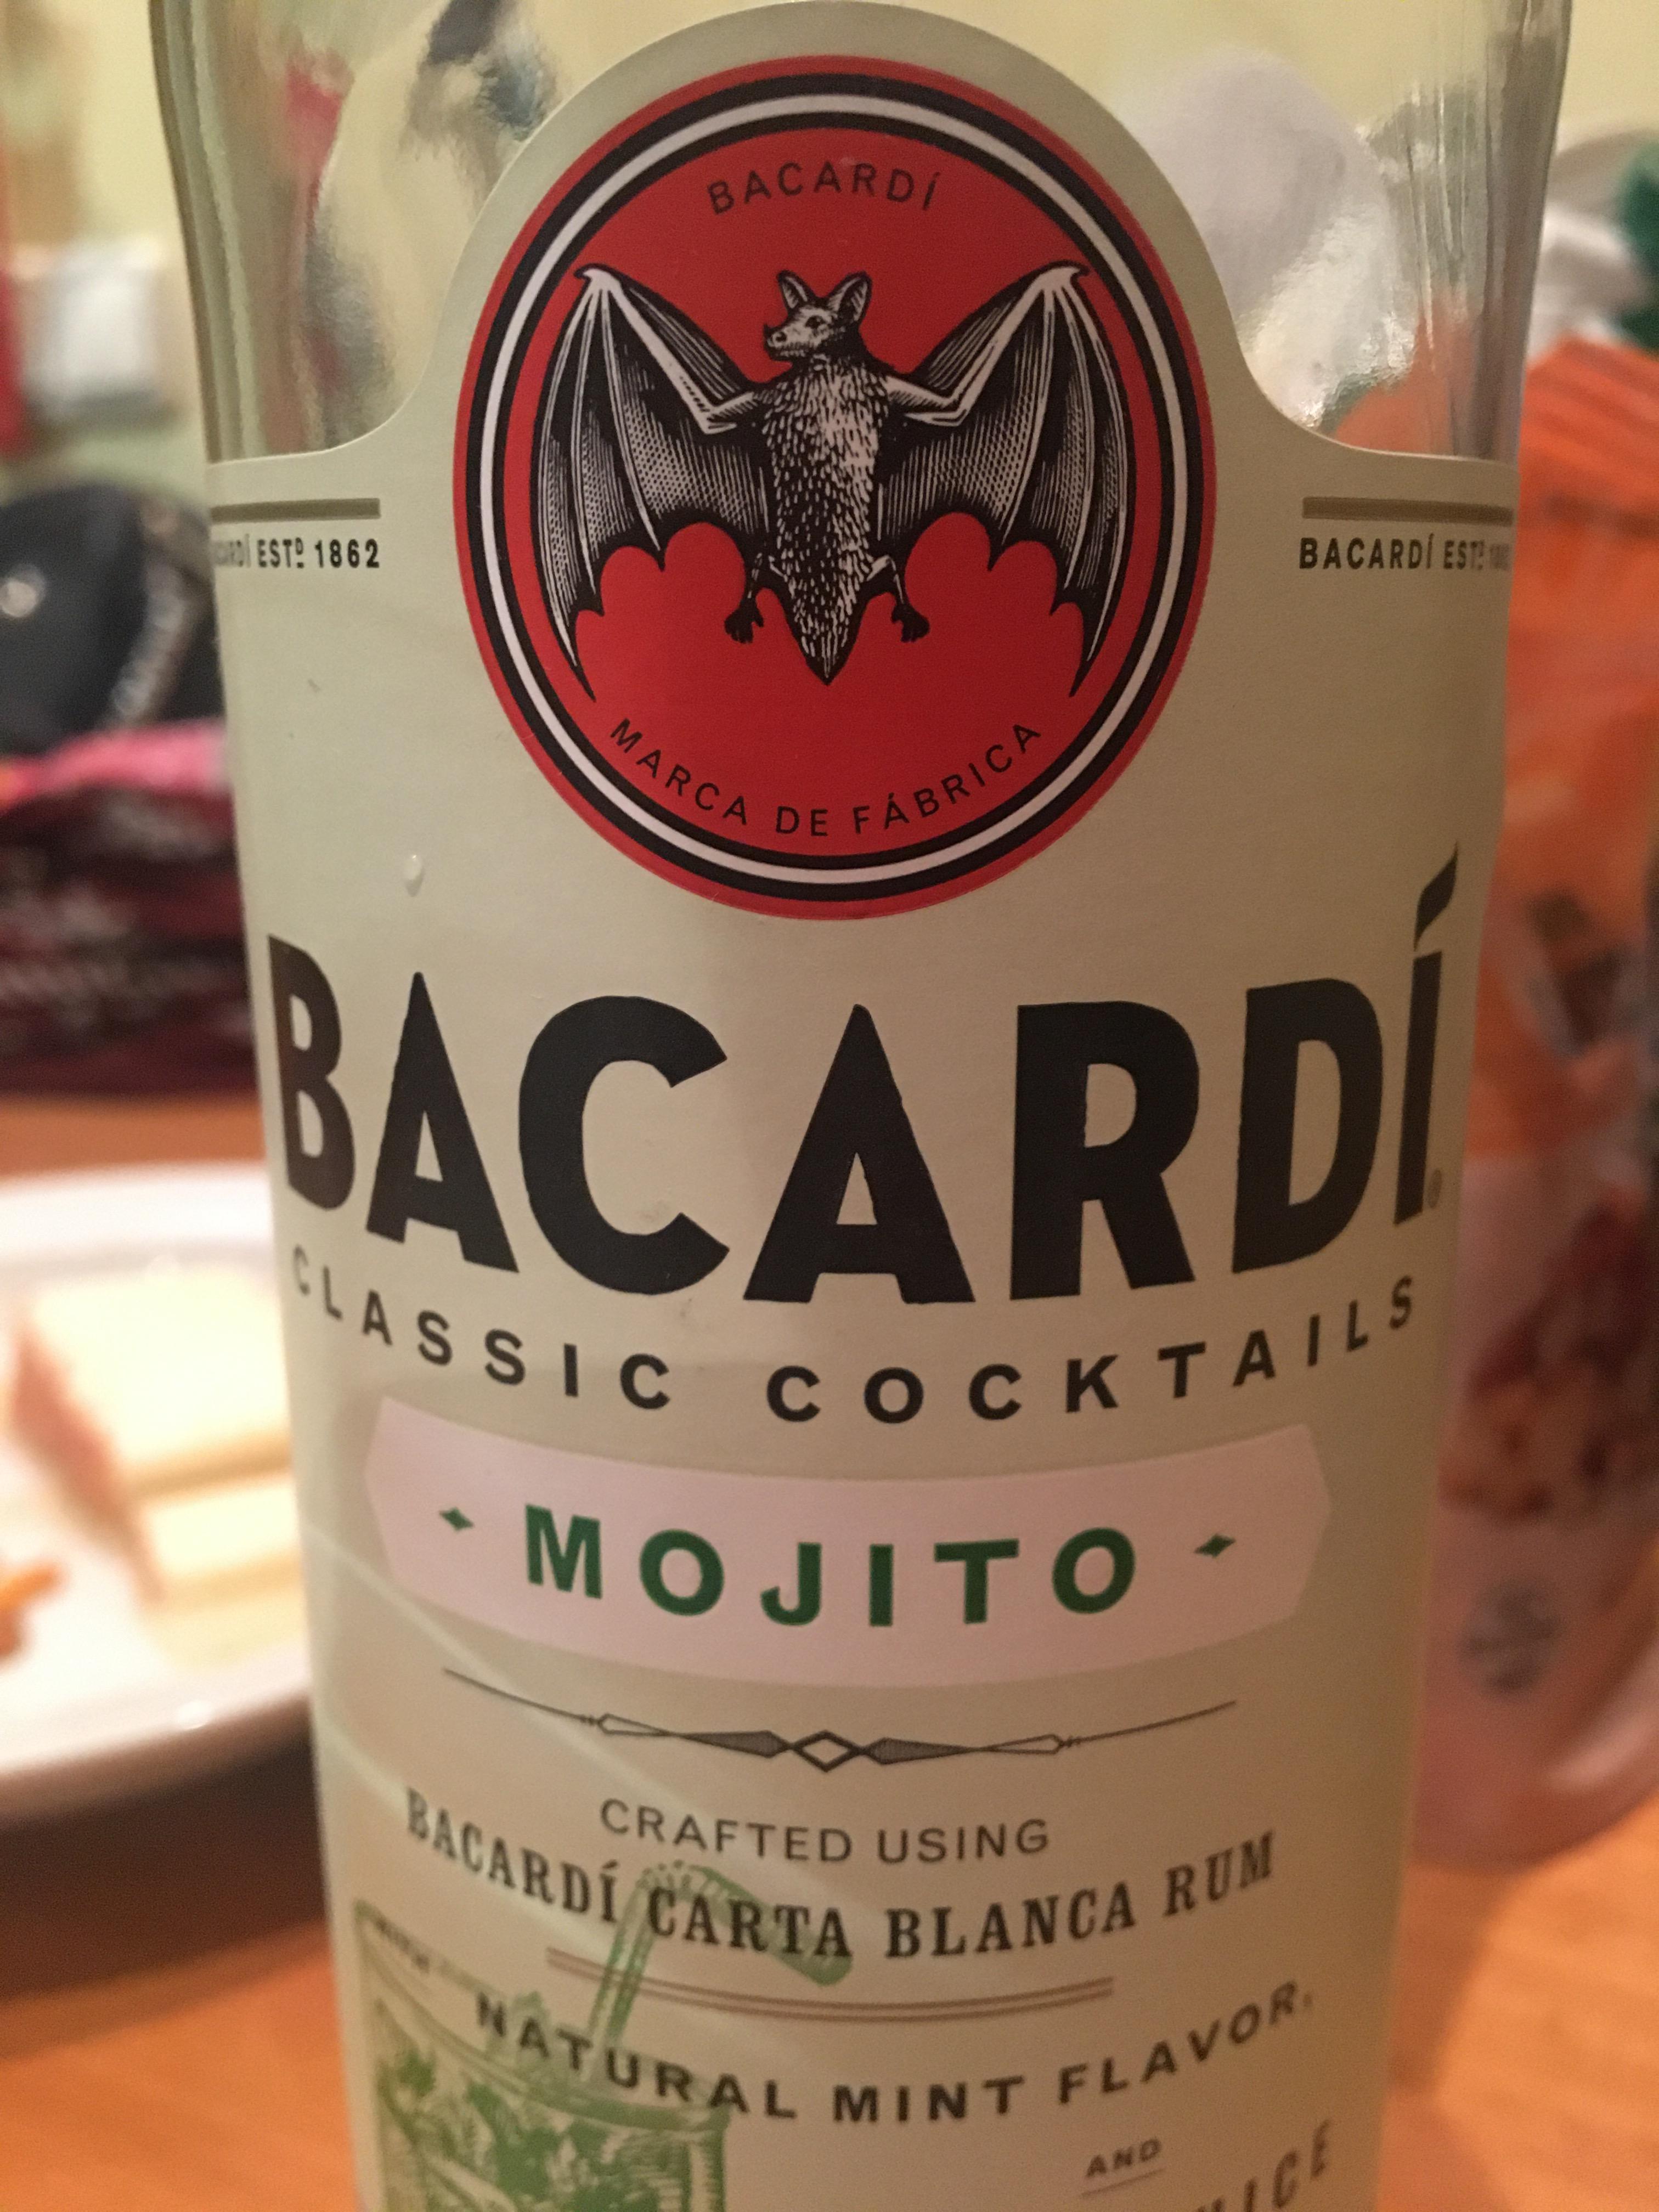 BACARDÍ
MARCA DE FÁBRICA
BACARDÍ ESTº 1862
BACARDÍ ESTº 1862
BACARDÍ®
CLASSIC COCKTAILS
MOJITO
CRAFTED USING
BACARDÍ CARTA BLANCA RUM
NATURAL MINT FLAVOR,
AND